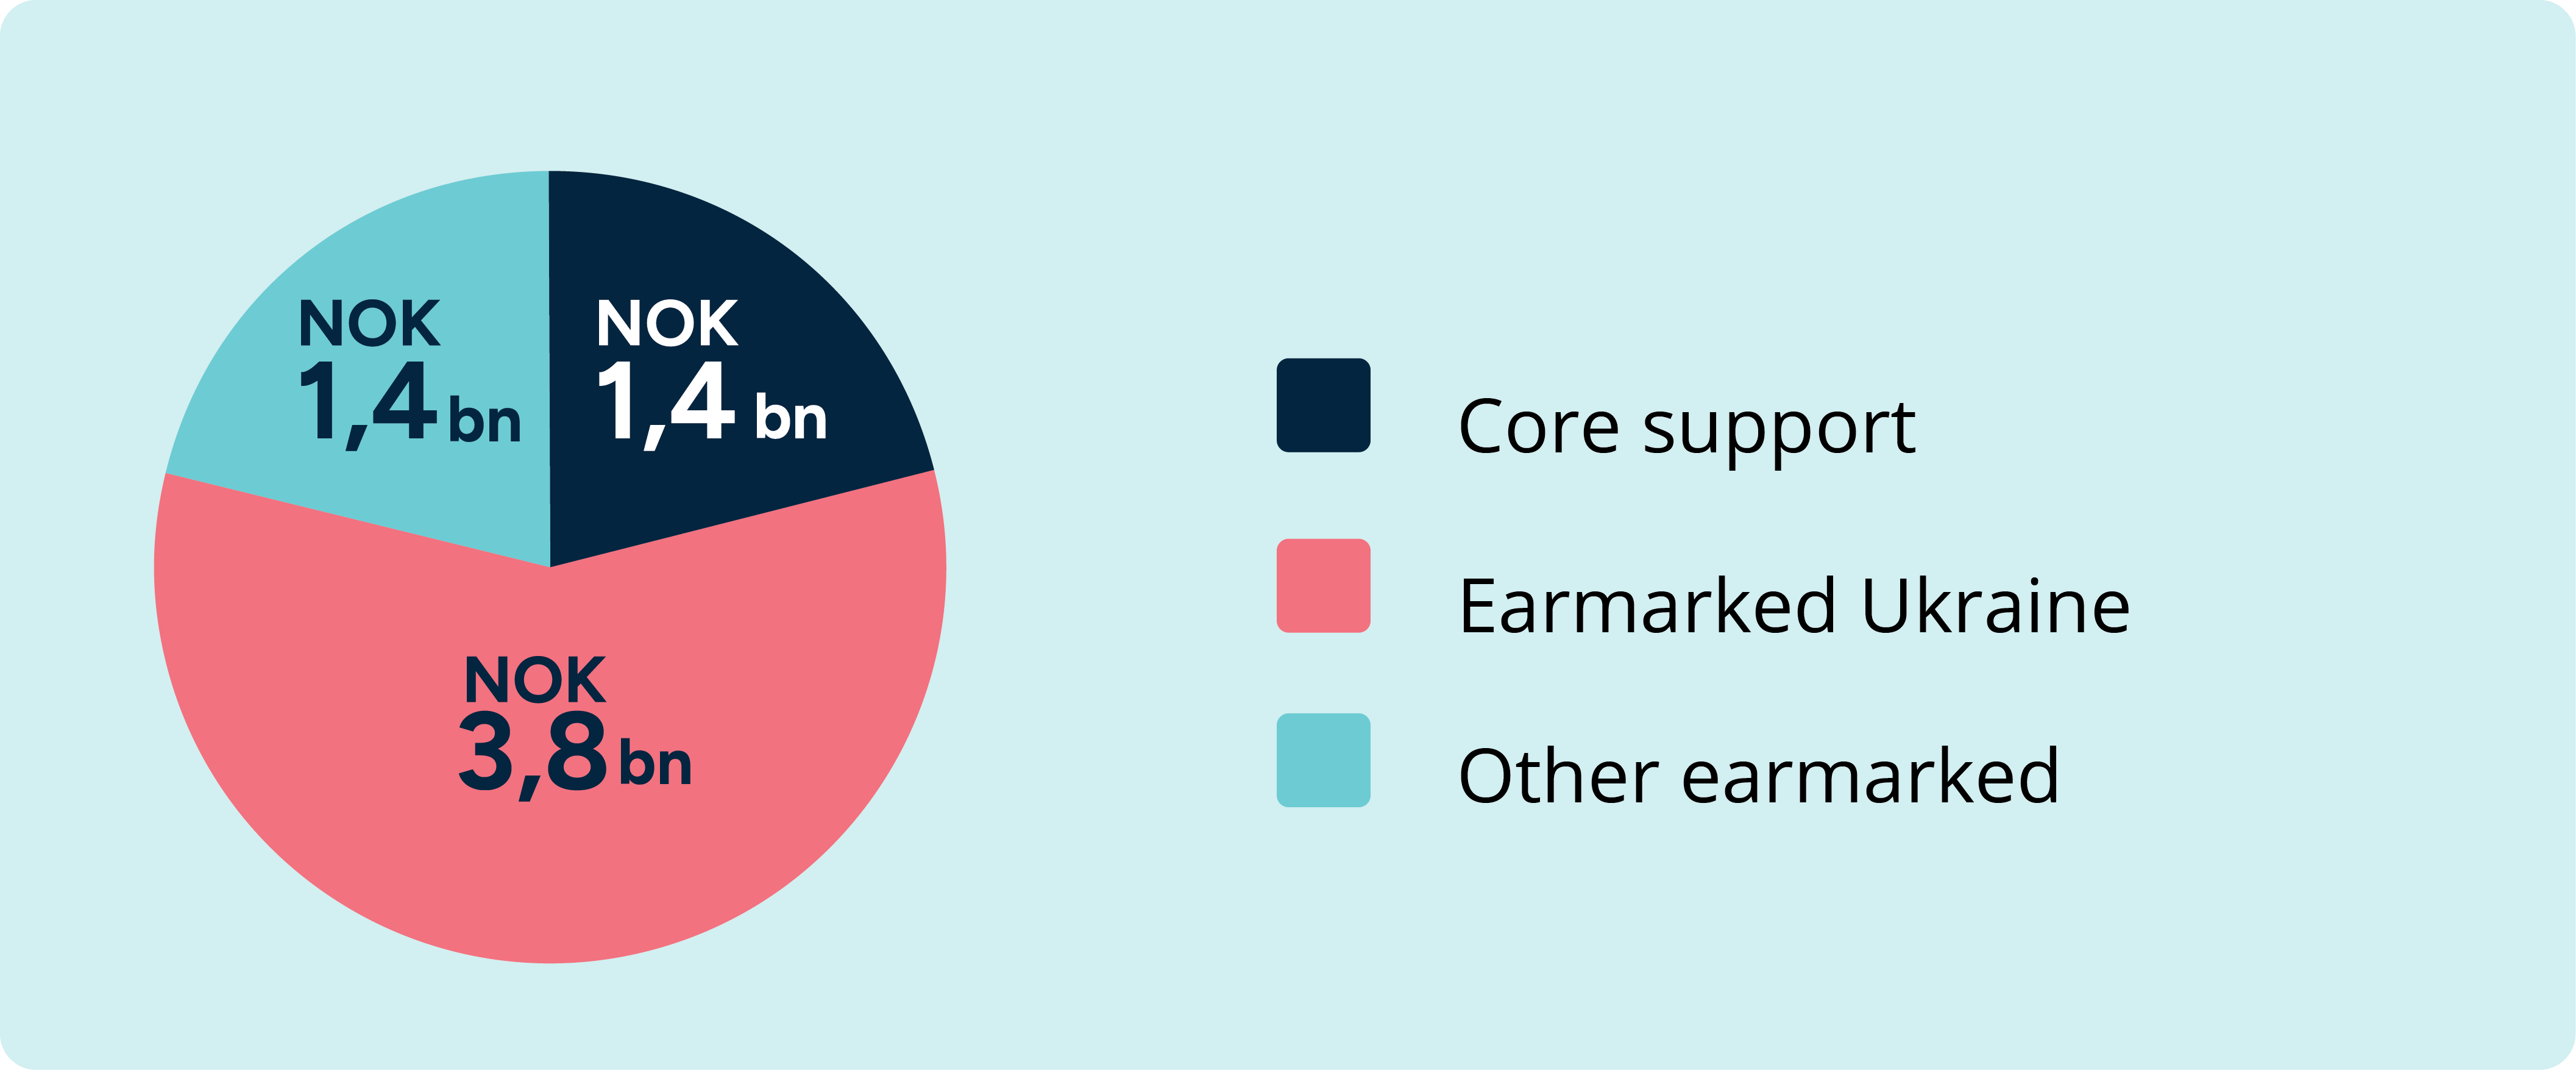 NOK
1,4 bn
NOK
1,4 bn
NOK
3,8 bn
Core support
Earmarked Ukraine
Other earmarked